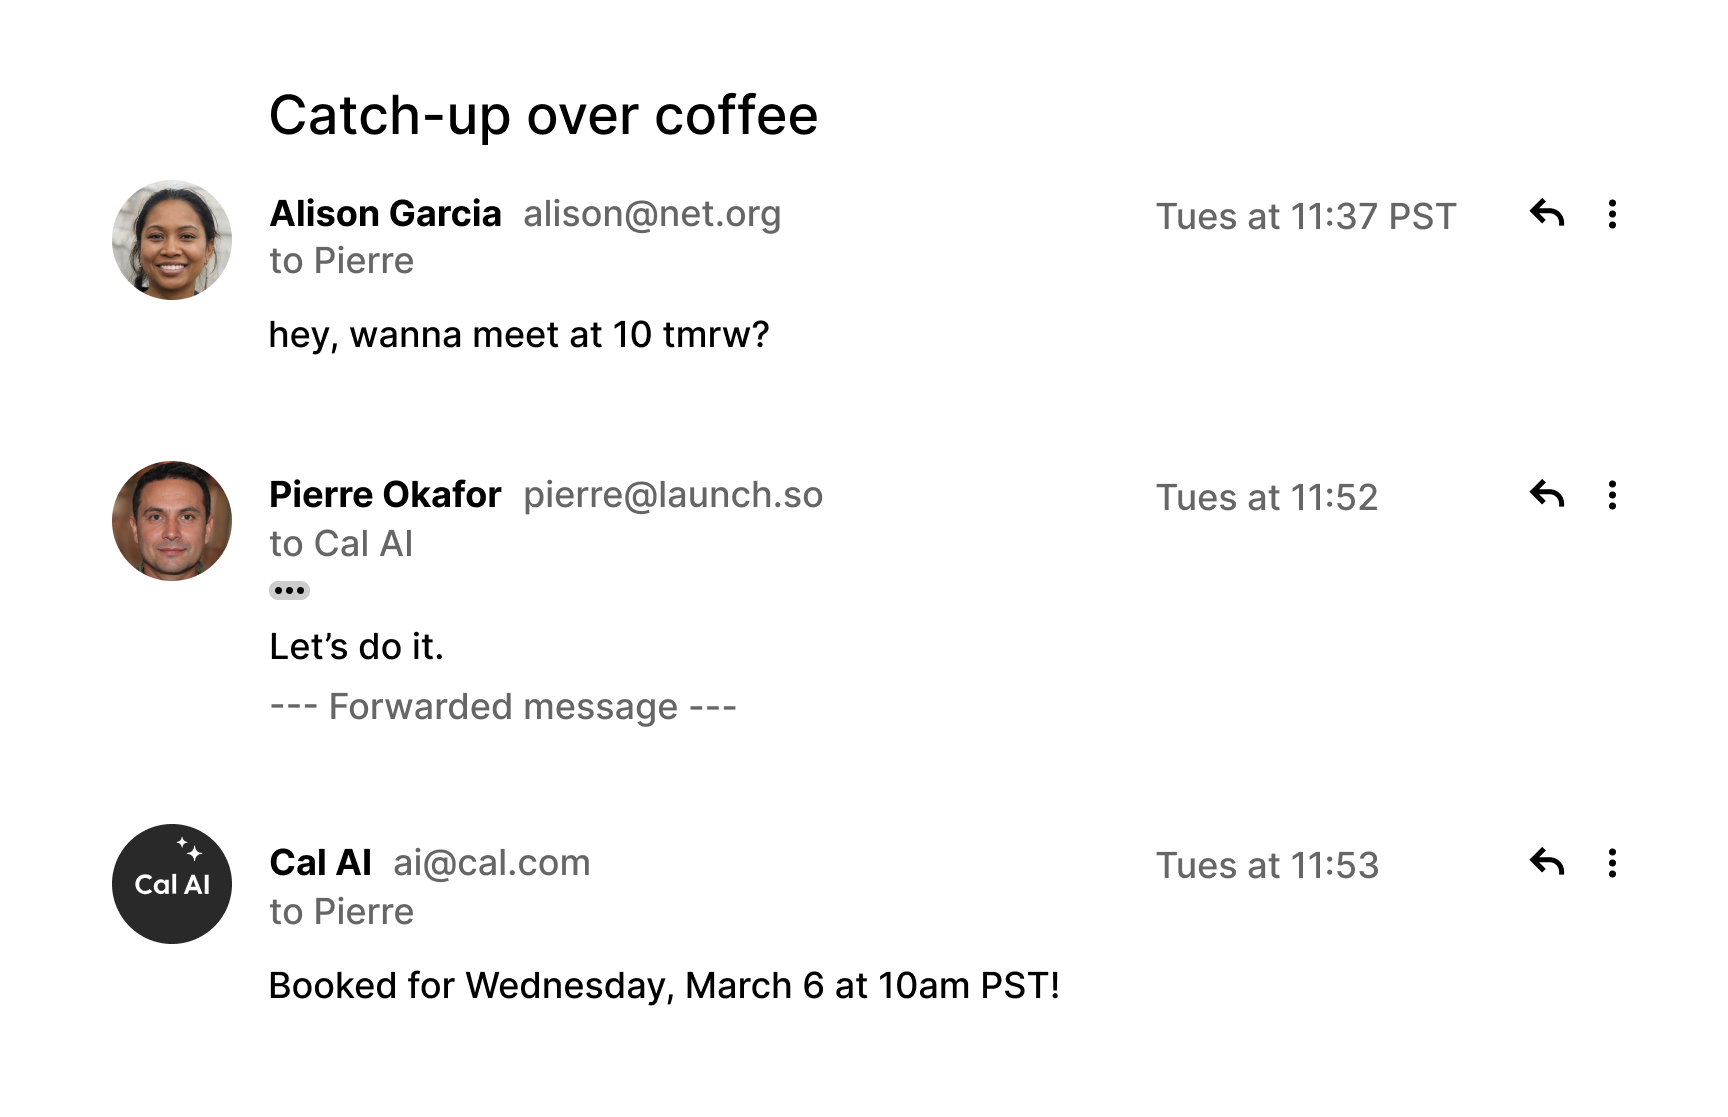 Catch-up over coffee
Alison Garcia alison@net.org Tues at 11:37 PST
to Pierre
hey, wanna meet at 10 tmrw?
Pierre Okafor pierre@launch.so Tues at 11:52
to Cal AI
Let’s do it.
--- Forwarded message ---
Cal AI
Cal AI ai@cal.com Tues at 11:53
to Pierre
Booked for Wednesday, March 6 at 10am PST!